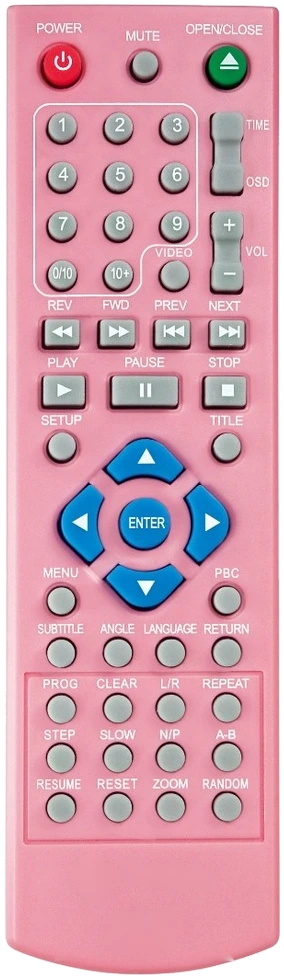 POWER MUTE OPEN/CLOSE
1 2 3 TIME
4 5 6 OSD
7 8 9 + VOL
VIDEO
0/10 10+ −
REV FWD PREV NEXT
PLAY PAUSE STOP
SETUP TITLE
ENTER
MENU PBC
SUBTITLE ANGLE LANGUAGE RETURN
PROG CLEAR L/R REPEAT
STEP SLOW N/P A-B
RESUME RESET ZOOM RANDOM